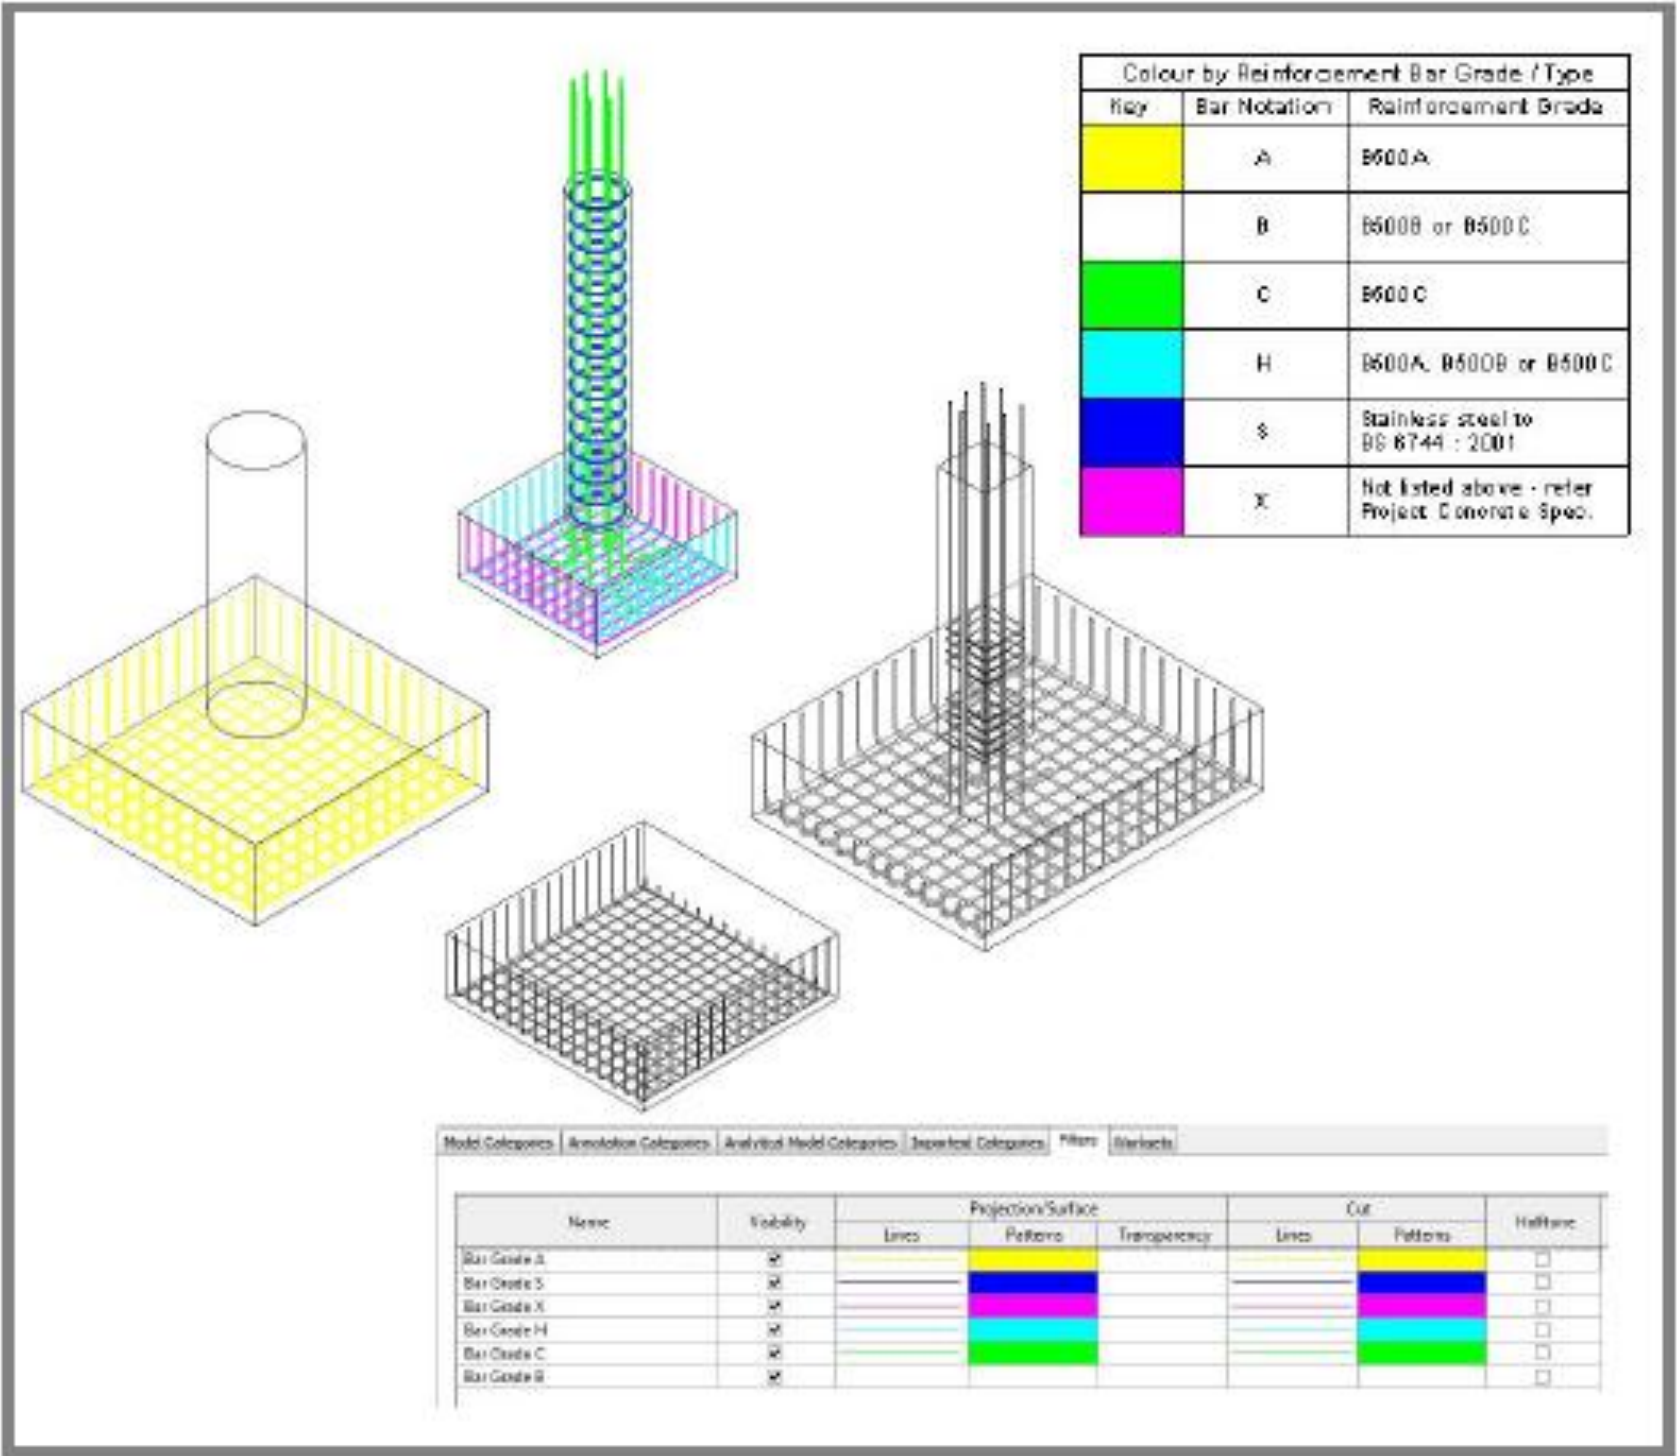 Colour by Reinforcement Bar Grade / Type
Key Bar Notation Reinforcement Grade
A B500A
B B500B or B500C
C B500C
H B500A, B500B or B500C
S Stainless steel to
BS 6744 : 2001
X Not listed above - refer
Project Concrete Spec.
Model Categories Annotation Categories Analytical Model Categories Imported Categories Filters Worksets
Projection/Surface Cut
Name Visibility Halftone
Lines Patterns Transparency Lines Patterns
Bar Grade A
Bar Grade S
Bar Grade X
Bar Grade H
Bar Grade C
Bar Grade B